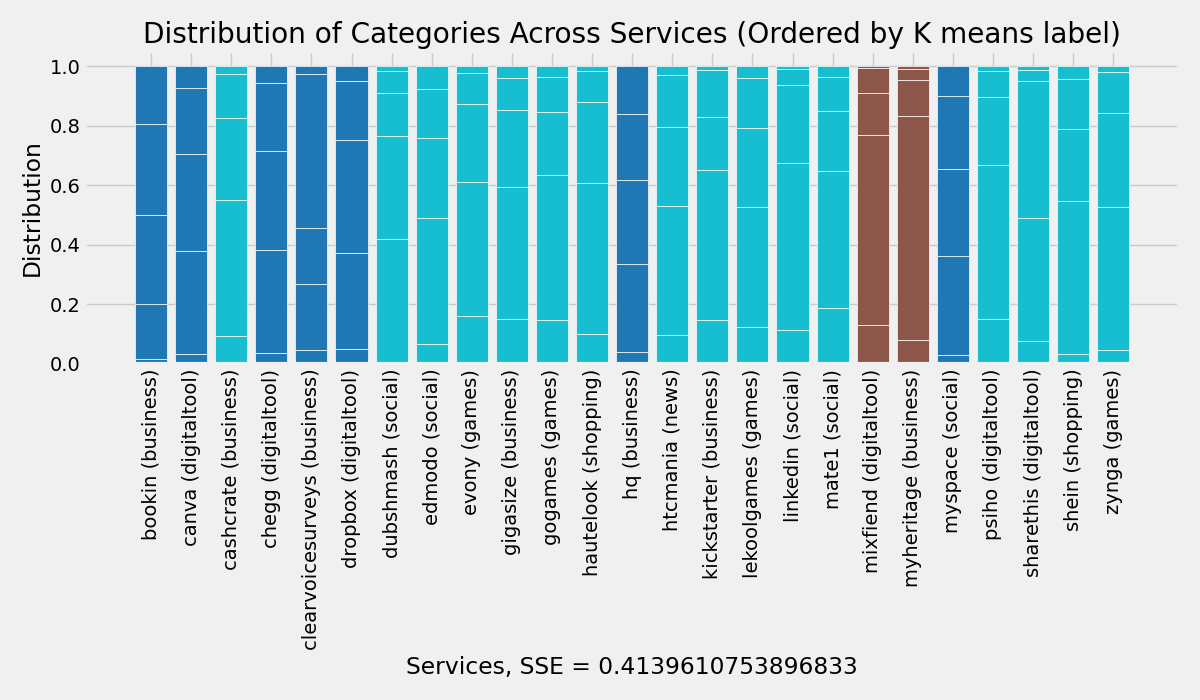 Distribution of Categories Across Services (Ordered by K means label)
Distribution
1.0
0.8
0.6
0.4
0.2
0.0
bookin (business)
canva (digitaltool)
cashcrate (business)
chegg (digitaltool)
clearvoicesurveys (business)
dropbox (digitaltool)
dubshmash (social)
edmodo (social)
evony (games)
gigasize (business)
gogames (games)
hautelook (shopping)
hq (business)
htcmania (news)
kickstarter (business)
lekoolgames (games)
linkedin (social)
mate1 (social)
mixfiend (digitaltool)
myheritage (business)
myspace (social)
psiho (digitaltool)
sharethis (digitaltool)
shein (shopping)
zynga (games)
Services, SSE = 0.4139610753896833